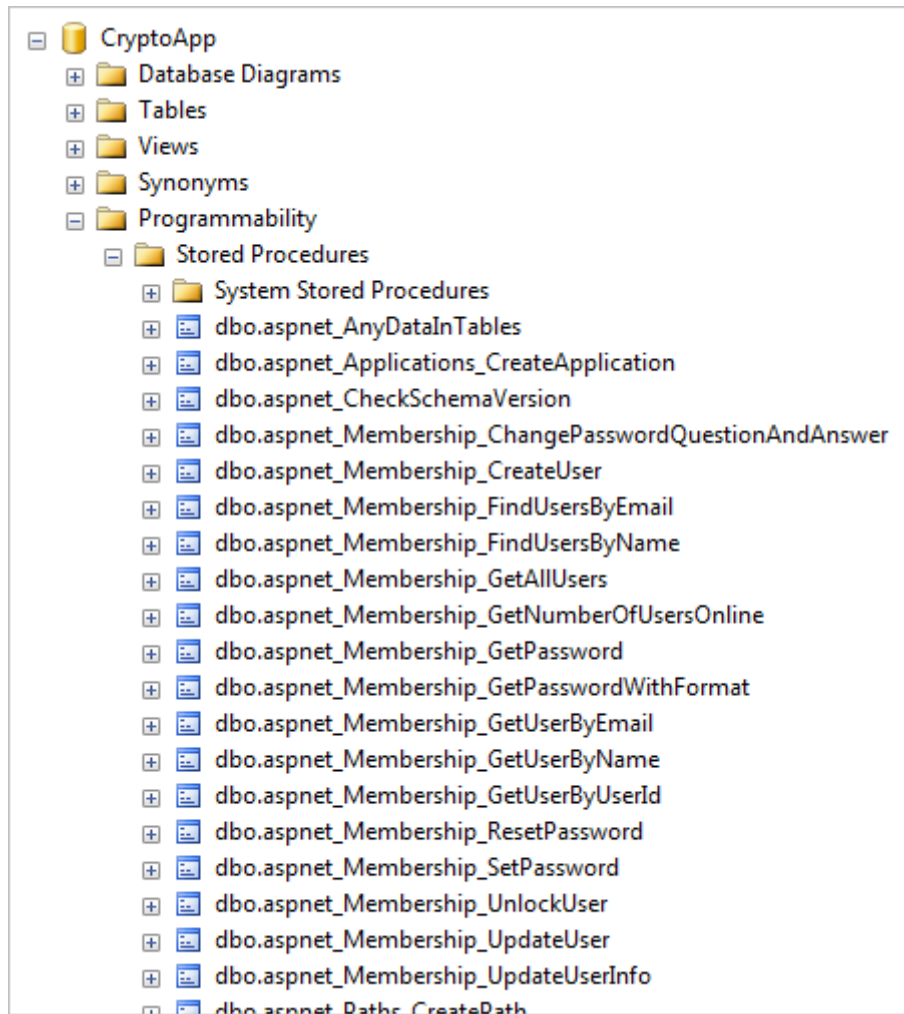 CryptoApp
Database Diagrams
Tables
Views
Synonyms
Programmability
Stored Procedures
System Stored Procedures
dbo.aspnet_AnyDataInTables
dbo.aspnet_Applications_CreateApplication
dbo.aspnet_CheckSchemaVersion
dbo.aspnet_Membership_ChangePasswordQuestionAndAnswer
dbo.aspnet_Membership_CreateUser
dbo.aspnet_Membership_FindUsersByEmail
dbo.aspnet_Membership_FindUsersByName
dbo.aspnet_Membership_GetAllUsers
dbo.aspnet_Membership_GetNumberOfUsersOnline
dbo.aspnet_Membership_GetPassword
dbo.aspnet_Membership_GetPasswordWithFormat
dbo.aspnet_Membership_GetUserByEmail
dbo.aspnet_Membership_GetUserByName
dbo.aspnet_Membership_GetUserByUserId
dbo.aspnet_Membership_ResetPassword
dbo.aspnet_Membership_SetPassword
dbo.aspnet_Membership_UnlockUser
dbo.aspnet_Membership_UpdateUser
dbo.aspnet_Membership_UpdateUserInfo
dbo.aspnet_Paths_CreatePath